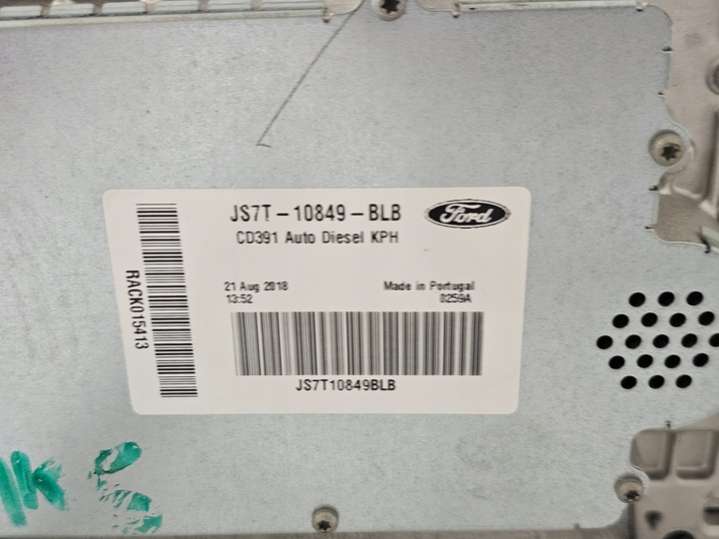 JS7T-10849-BLB
Ford
CD391 Auto Diesel KPH
21 Aug 2018
13:52
Made in Portugal
0259A
RACK015413
JS7T10849BLB